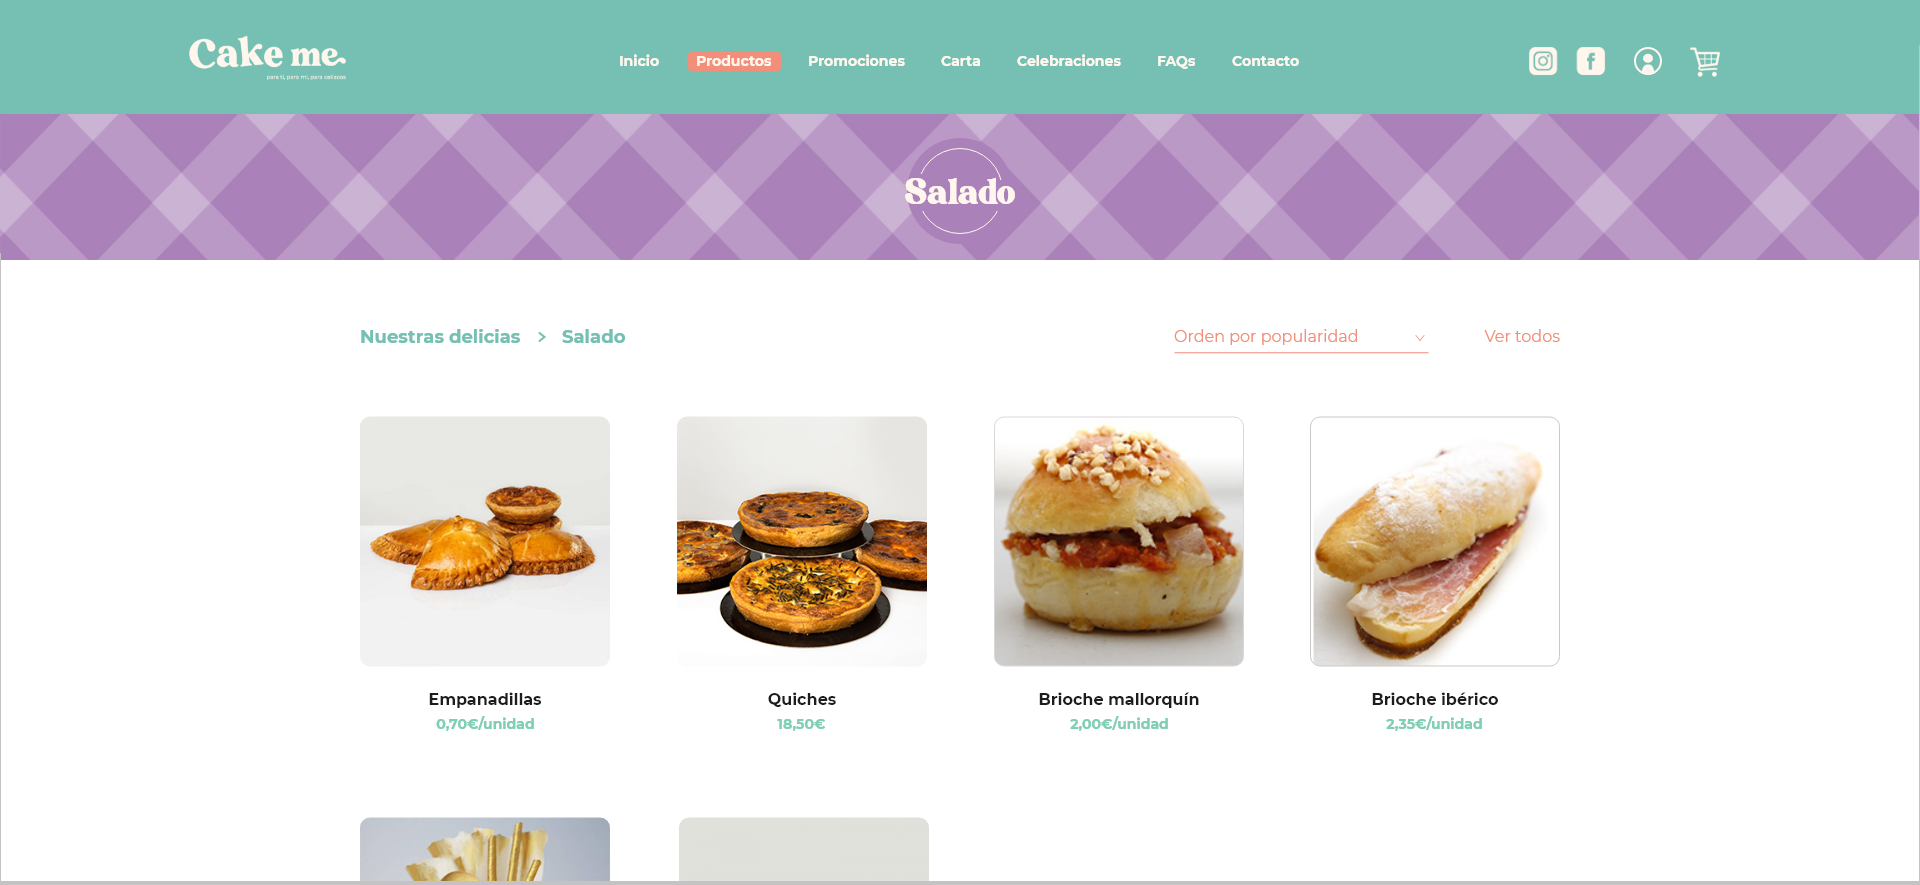 Cake me.
para ti, para mi, para celiacos
Inicio
Productos
Promociones
Carta
Celebraciones
FAQs
Contacto
Salado
Nuestras delicias > Salado
Orden por popularidad
Ver todos
Empanadillas
0,70€/unidad
Quiches
18,50€
Brioche mallorquín
2,00€/unidad
Brioche ibérico
2,35€/unidad